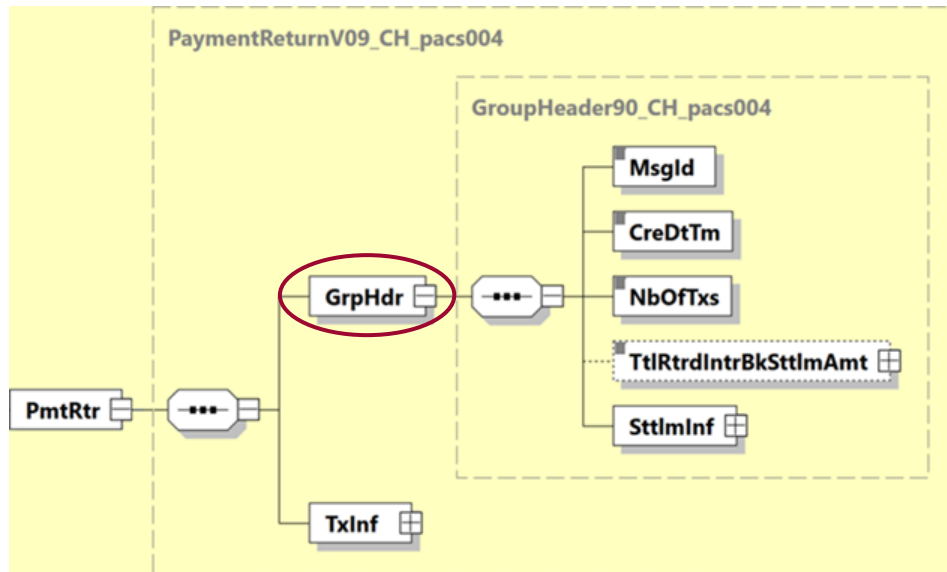 PaymentReturnV09_CH_pacs004
GroupHeader90_CH_pacs004
MsgId
CreDtTm
GrpHdr
NbOfTxs
TtlRtrdIntrBkSttlmAmt
PmtRtr
SttlmInf
TxInf